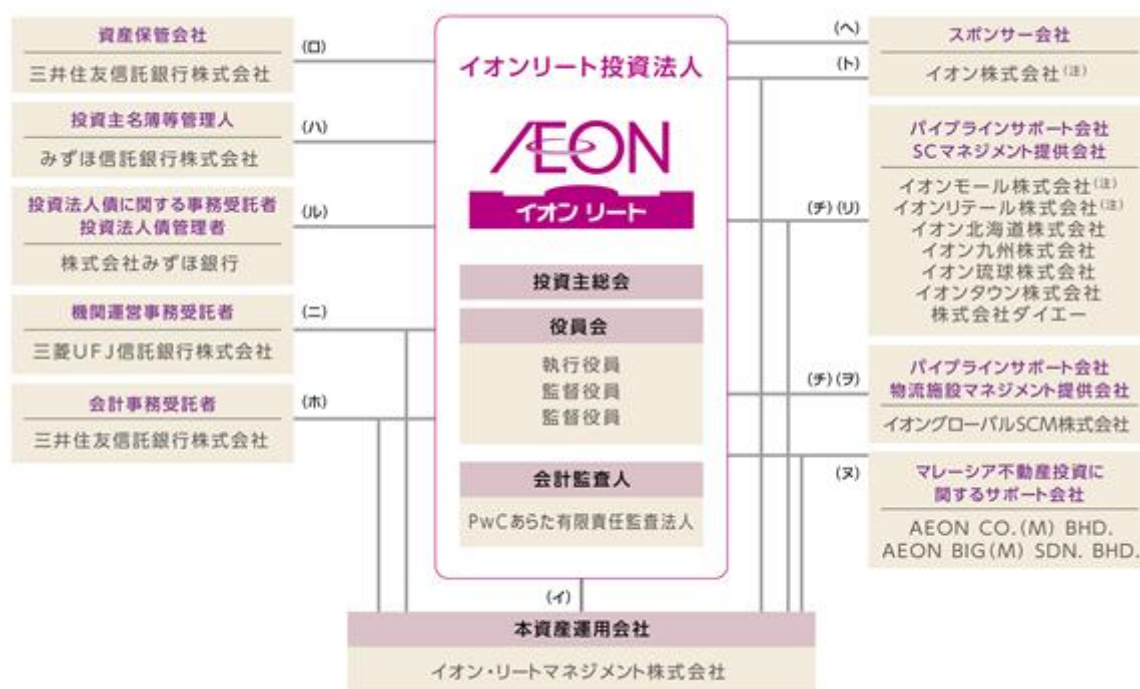 資産保管会社
三井住友信託銀行株式会社
(ロ)
投資主名簿等管理人
みずほ信託銀行株式会社
(ハ)
投資法人債に関する事務受託者
投資法人債管理者
株式会社みずほ銀行
(ル)
機関運営事務受託者
三菱UFJ信託銀行株式会社
(ニ)
会計事務受託者
三井住友信託銀行株式会社
(ホ)
イオンリート投資法人
ÆON
イオン リート
投資主総会
役員会
執行役員
監督役員
監督役員
会計監査人
PwCあらた有限責任監査法人
(イ)
本資産運用会社
イオン・リートマネジメント株式会社
(ヘ)
スポンサー会社
(ト)
イオン株式会社(注)
パイプラインサポート会社
SCマネジメント提供会社
イオンモール株式会社(注)
イオンリテール株式会社(注)
(チ)(リ)
イオン北海道株式会社
イオン九州株式会社
イオン琉球株式会社
イオンタウン株式会社
株式会社ダイエー
パイプラインサポート会社
(チ)(ヲ)
物流施設マネジメント提供会社
イオングローバルSCM株式会社
(ヌ)
マレーシア不動産投資に
関するサポート会社
AEON CO.(M) BHD.
AEON BIG(M) SDN. BHD.